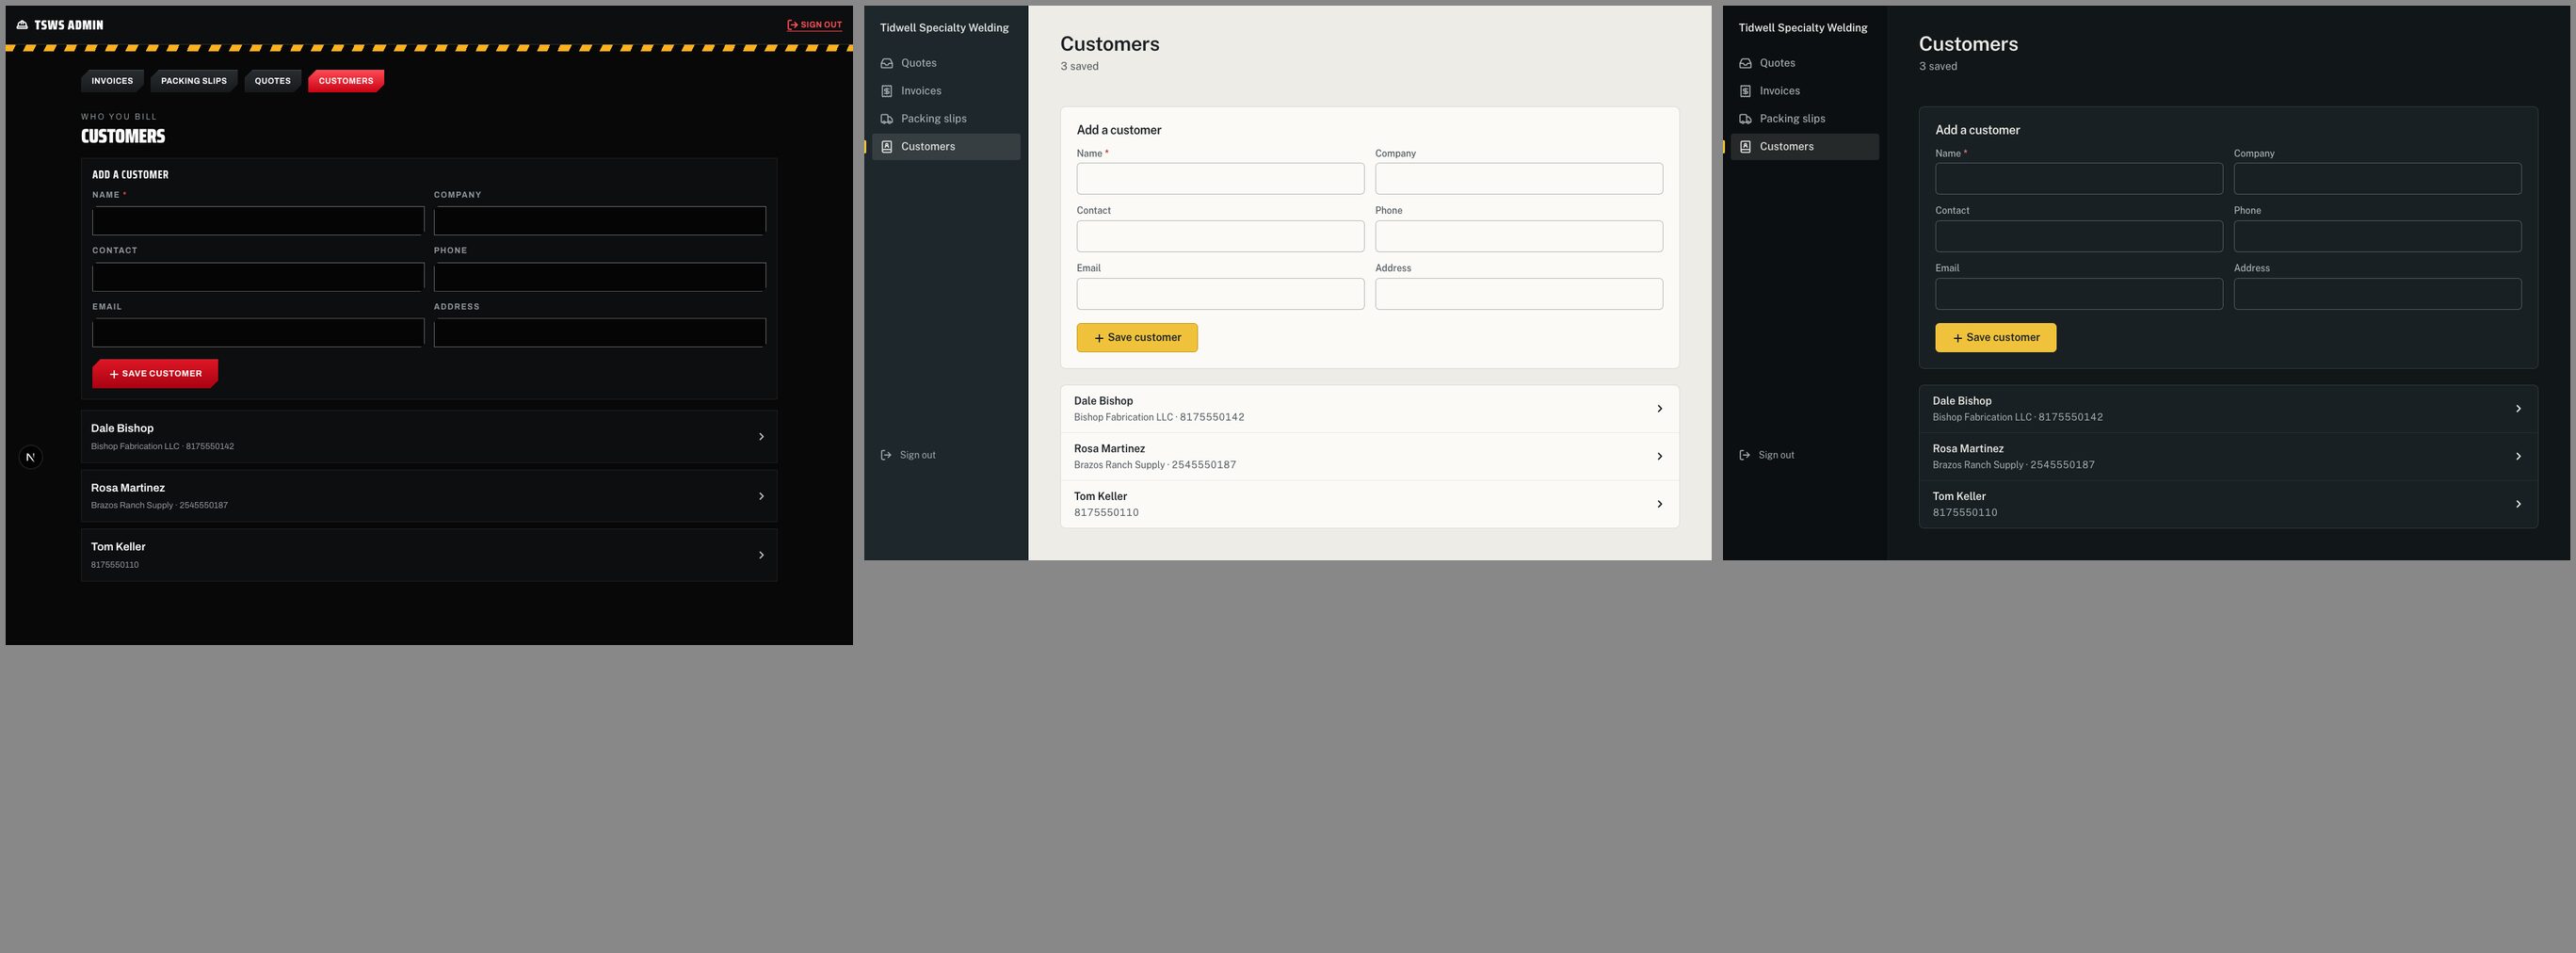 TSWS ADMIN
SIGN OUT
INVOICES PACKING SLIPS QUOTES CUSTOMERS
WHO YOU BILL
CUSTOMERS
ADD A CUSTOMER
NAME * COMPANY
CONTACT PHONE
EMAIL ADDRESS
+ SAVE CUSTOMER
Dale Bishop
Bishop Fabrication LLC · 8175550142
N
Rosa Martinez
Brazos Ranch Supply · 2545550187
Tom Keller
8175550110
Tidwell Specialty Welding
Quotes
Invoices
Packing slips
Customers
Sign out
Customers
3 saved
Add a customer
Name * Company
Contact Phone
Email Address
+ Save customer
Dale Bishop
Bishop Fabrication LLC · 8175550142
Rosa Martinez
Brazos Ranch Supply · 2545550187
Tom Keller
8175550110
Tidwell Specialty Welding
Quotes
Invoices
Packing slips
Customers
Sign out
Customers
3 saved
Add a customer
Name * Company
Contact Phone
Email Address
+ Save customer
Dale Bishop
Bishop Fabrication LLC · 8175550142
Rosa Martinez
Brazos Ranch Supply · 2545550187
Tom Keller
8175550110